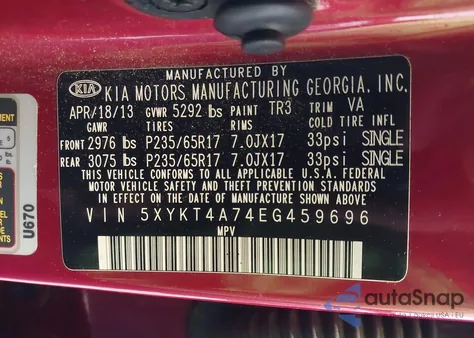 MANUFACTURED BY
KIA KIA MOTORS MANUFACTURING GEORGIA, INC.
APR/18/13 GVWR 5292 lbs PAINT TR3 TRIM VA
GAWR TIRES RIMS COLD TIRE INFL
FRONT 2976 lbs P235/65R17 7.0JX17 33psi SINGLE
REAR 3075 lbs P235/65R17 7.0JX17 33psi SINGLE
THIS VEHICLE CONFORMS TO ALL APPLICABLE U.S.A. FEDERAL
MOTOR VEHICLE SAFETY AND THEFT PREVENTION STANDARDS
IN EFFECT ON THE DATE OF MANUFACTURE SHOWN ABOVE.
VIN 5XYKT4A74EG459696
MPV
U670
lbs
autoSnap